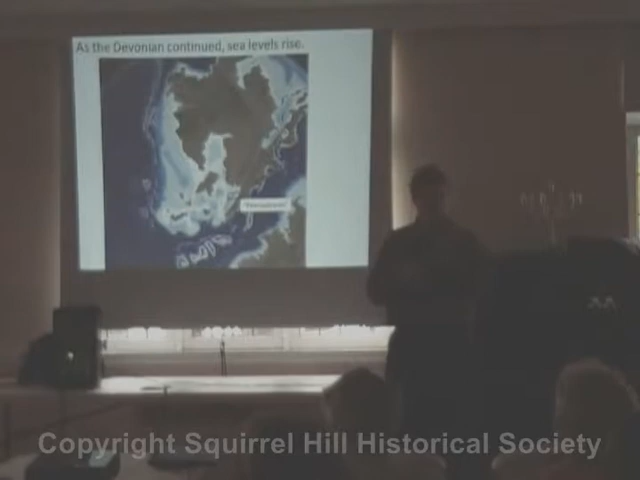 As the Devonian continued, sea levels rise.
Copyright Squirrel Hill Historical Society